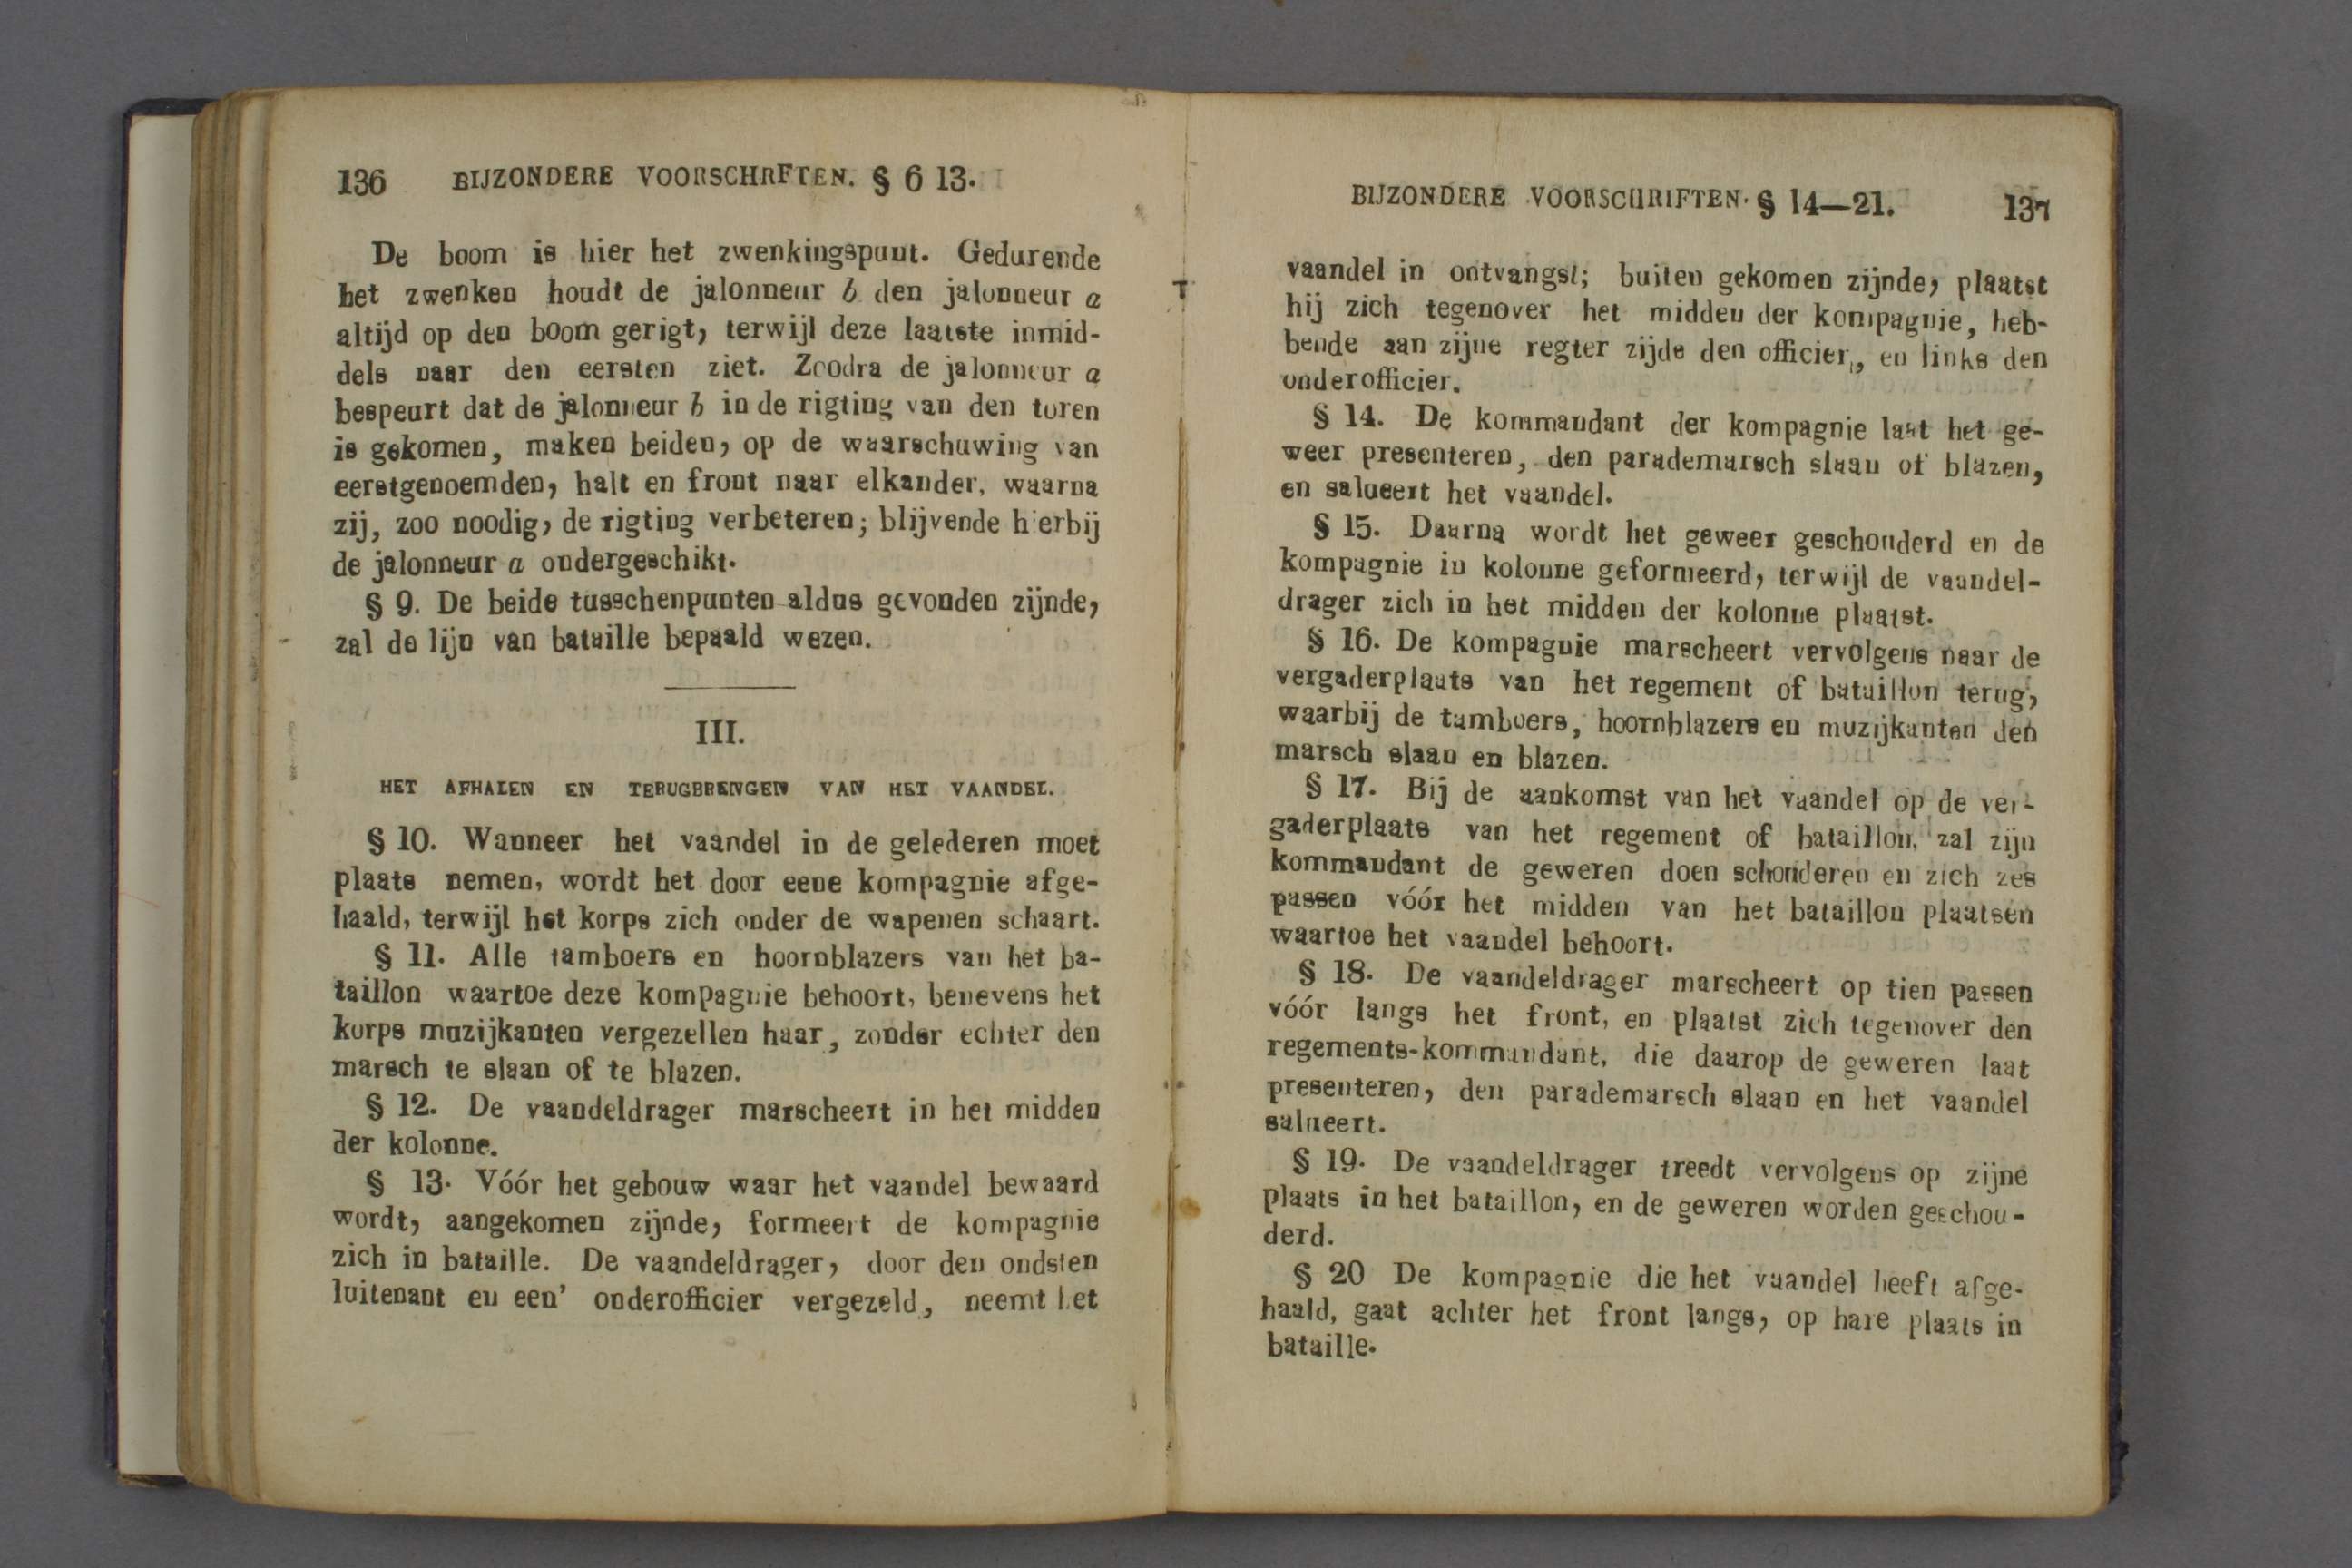 136 BIJZONDERE VOORSCHRFTEN. § 6 13.
De boom is hier het zwenkingspunt. Gedurende
het zwenken houdt de jalonneur b den jalonneur a
altijd op den boom gerigt, terwijl deze laatste inmid-
dels naar den eersten ziet. Zoodra de jalonneur a
bespeurt dat de jalonneur b in de rigting van den toren
is gekomen, maken beiden, op de waarschuwing van
eerstgenoemden, halt en front naar elkander, waarna
zij, zoo noodig, de rigting verbeteren; blijvende hierbij
de jalonneur a ondergeschikt.
§ 9. De beide tusschenpunten aldus gevonden zijnde,
zal de lijn van bataille bepaald wezen.
III.
HET AFHALEN EN TERUGBRENGEN VAN HET VAANDEL.
§ 10. Wanneer het vaandel in de gelederen moet
plaats nemen, wordt het door eene kompagnie afge-
haald, terwijl het korps zich onder de wapenen schaart.
§ 11. Alle tamboers en hoornblazers van het ba-
taillon waartoe deze kompagnie behoort, benevens het
korps muzijkanten vergezellen haar, zonder echter den
marsch te slaan of te blazen.
§ 12. De vaandeldrager marscheert in het midden
der kolonne.
§ 13. Vóór het gebouw waar het vaandel bewaard
wordt, aangekomen zijnde, formeert de kompagnie
zich in bataille. De vaandeldrager, door den oudsten
luitenant en een' onderofficier vergezeld, neemt het
BIJZONDERE VOORSCHRIFTEN. § 14—21. 137
vaandel in ontvangst; buiten gekomen zijnde, plaatst
hij zich tegenover het midden der kompagnie, heb-
bende aan zijne regter zijde den officier, en links den
onderofficier.
§ 14. De kommandant der kompagnie laat het ge-
weer presenteren, den parademarsch slaan of blazen,
en salueert het vaandel.
§ 15. Daarna wordt het geweer geschouderd en de
kompagnie in kolonne geformeerd, terwijl de vaandel-
drager zich in het midden der kolonne plaatst.
§ 16. De kompagnie marscheert vervolgens naar de
vergaderplaats van het regement of bataillon terug,
waarbij de tamboers, hoornblazers en muzijkanten den
marsch slaan en blazen.
§ 17. Bij de aankomst van het vaandel op de ver-
gaderplaats van het regement of bataillon, zal zijn
kommandant de geweren doen schouderen en zich zes
passen vóór het midden van het bataillon plaatsen
waartoe het vaandel behoort.
§ 18. De vaandeldrager marscheert op tien passen
vóór langs het front, en plaatst zich tegenover den
regements-kommandant, die daarop de geweren laat
presenteren, den parademarsch slaan en het vaandel
salueert.
§ 19. De vaandeldrager treedt vervolgens op zijne
plaats in het bataillon, en de geweren worden geschou-
derd.
§ 20 De kompagnie die het vaandel heeft afge-
haald, gaat achter het front langs, op hare plaats in
bataille.